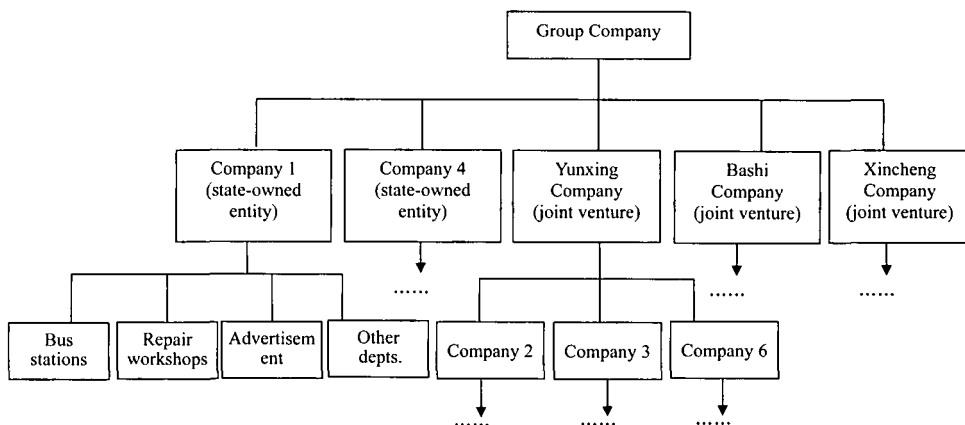 Group Company
Company 1
(state-owned
entity)
Company 4
(state-owned
entity)
Yunxing
Company
(joint venture)
Bashi
Company
(joint venture)
Xincheng
Company
(joint venture)
......
......
......
Bus
stations
Repair
workshops
Advertisem
ent
Other
depts.
Company 2
Company 3
Company 6
......
......
......